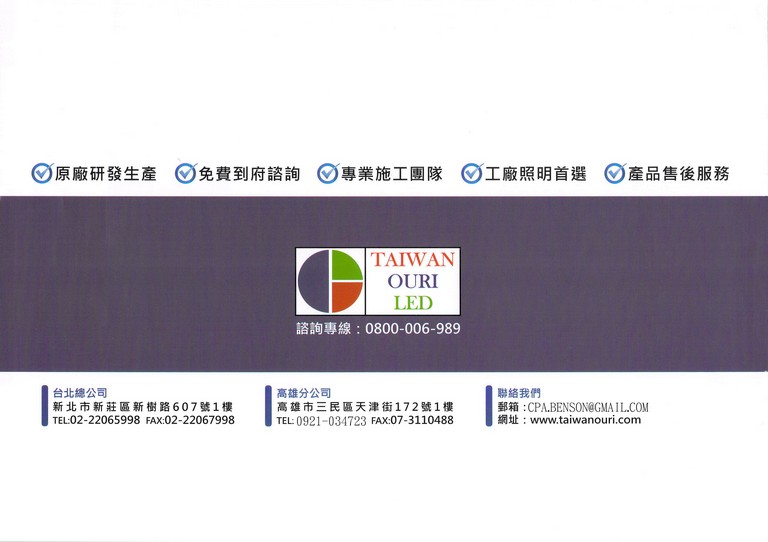 原廠研發生產 免費到府諮詢 專業施工團隊 工廠照明首選 產品售後服務
TAIWAN
OURI
LED
諮詢專線：0800-006-989
台北總公司
新北市新莊區新樹路607號1樓
TEL:02-22065998 FAX:02-22067998
高雄分公司
高雄市三民區天津街172號1樓
TEL: 0921-034723 FAX:07-3110488
聯絡我們
郵箱：CPA.BENSON@GMAIL.COM
網址：www.taiwanouri.com